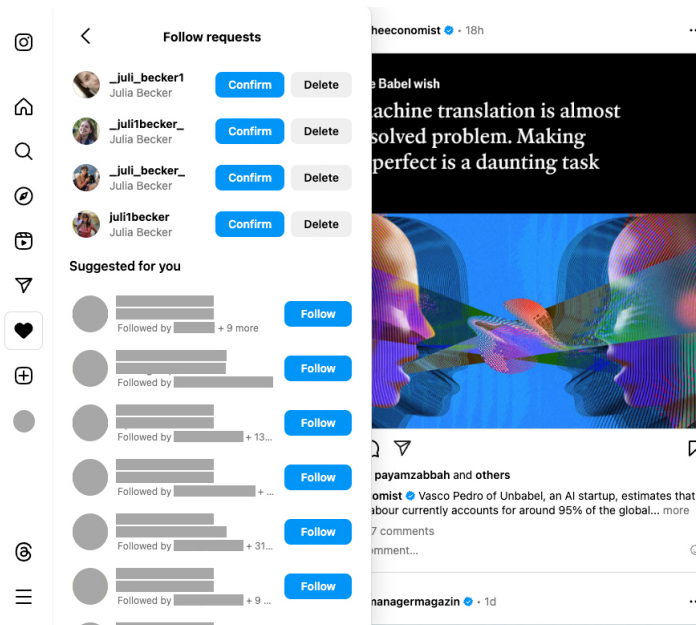 Follow requests
_juli_becker1
Julia Becker
Confirm
Delete
_juli1becker_
Julia Becker
Confirm
Delete
_juli_becker_
Julia Becker
Confirm
Delete
juli1becker
Julia Becker
Confirm
Delete
Suggested for you
Followed by + 9 more
Follow
Followed by
Follow
Followed by + 13...
Follow
Followed by + ...
Follow
Followed by + 31...
Follow
Followed by + 9 ...
Follow
heeconomist • 18h
e Babel wish
achine translation is almost
solved problem. Making
perfect is a daunting task
payamzabbah and others
omist Vasco Pedro of Unbabel, an AI startup, estimates that
abour currently accounts for around 95% of the global... more
7 comments
mment...
managermagazin • 1d